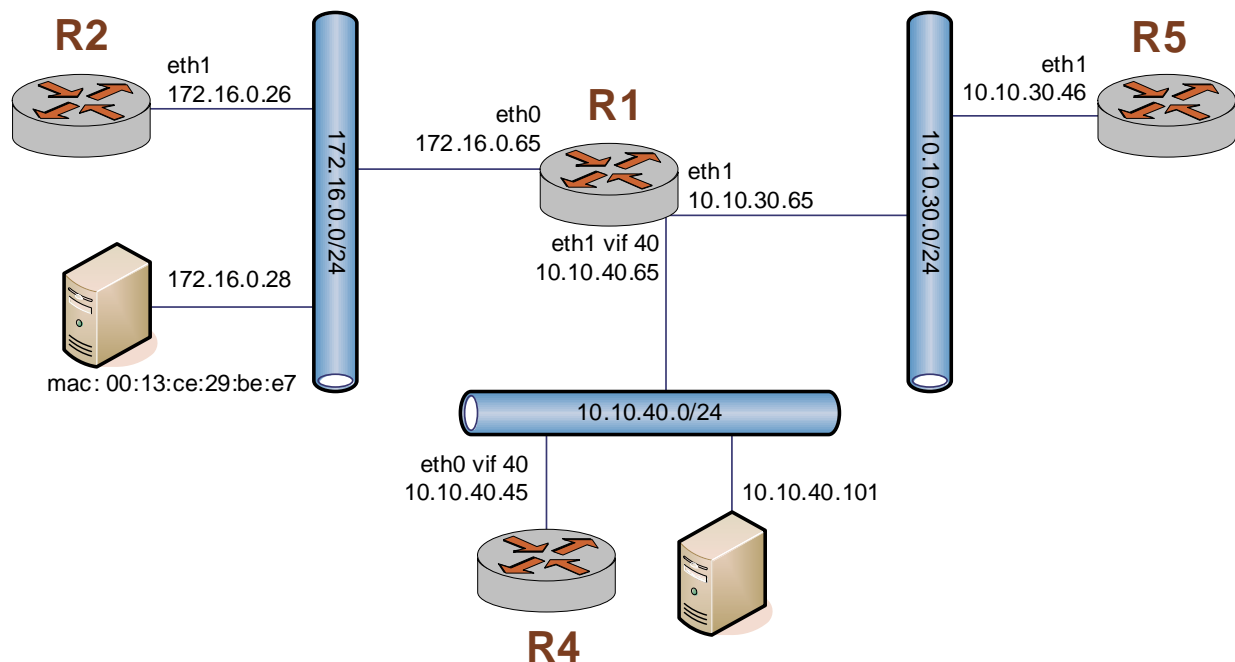 R2
eth1
172.16.0.26
172.16.0.28
mac: 00:13:ce:29:be:e7
172.16.0.0/24
eth0
172.16.0.65
R1
eth1
10.10.30.65
eth1 vif 40
10.10.40.65
10.10.30.0/24
R5
eth1
10.10.30.46
10.10.40.0/24
eth0 vif 40
10.10.40.45
R4
10.10.40.101